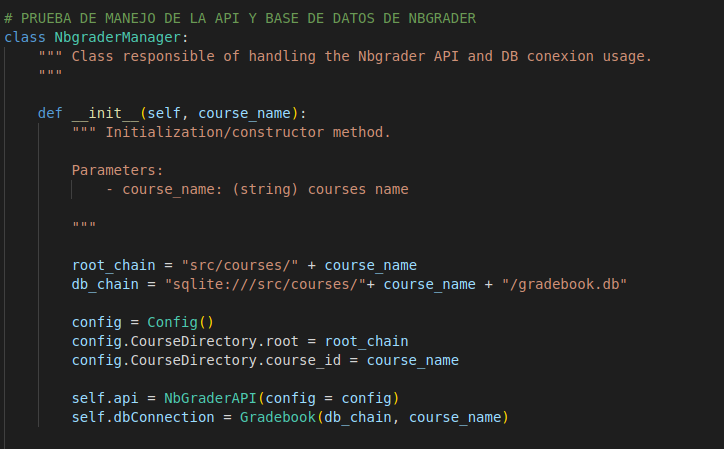 # PRUEBA DE MANEJO DE LA API Y BASE DE DATOS DE NBGRADER
class NbgraderManager:
    """ Class responsible of handling the Nbgrader API and DB conexion usage.
    """
    def __init__(self, course_name):
        """ Initialization/constructor method.
        Parameters:
            - course_name: (string) courses name
        """
        root_chain = "src/courses/" + course_name
        db_chain = "sqlite:///src/courses/"+ course_name + "/gradebook.db"
        config = Config()
        config.CourseDirectory.root = root_chain
        config.CourseDirectory.course_id = course_name
        self.api = NbGraderAPI(config = config)
        self.dbConnection = Gradebook(db_chain, course_name)